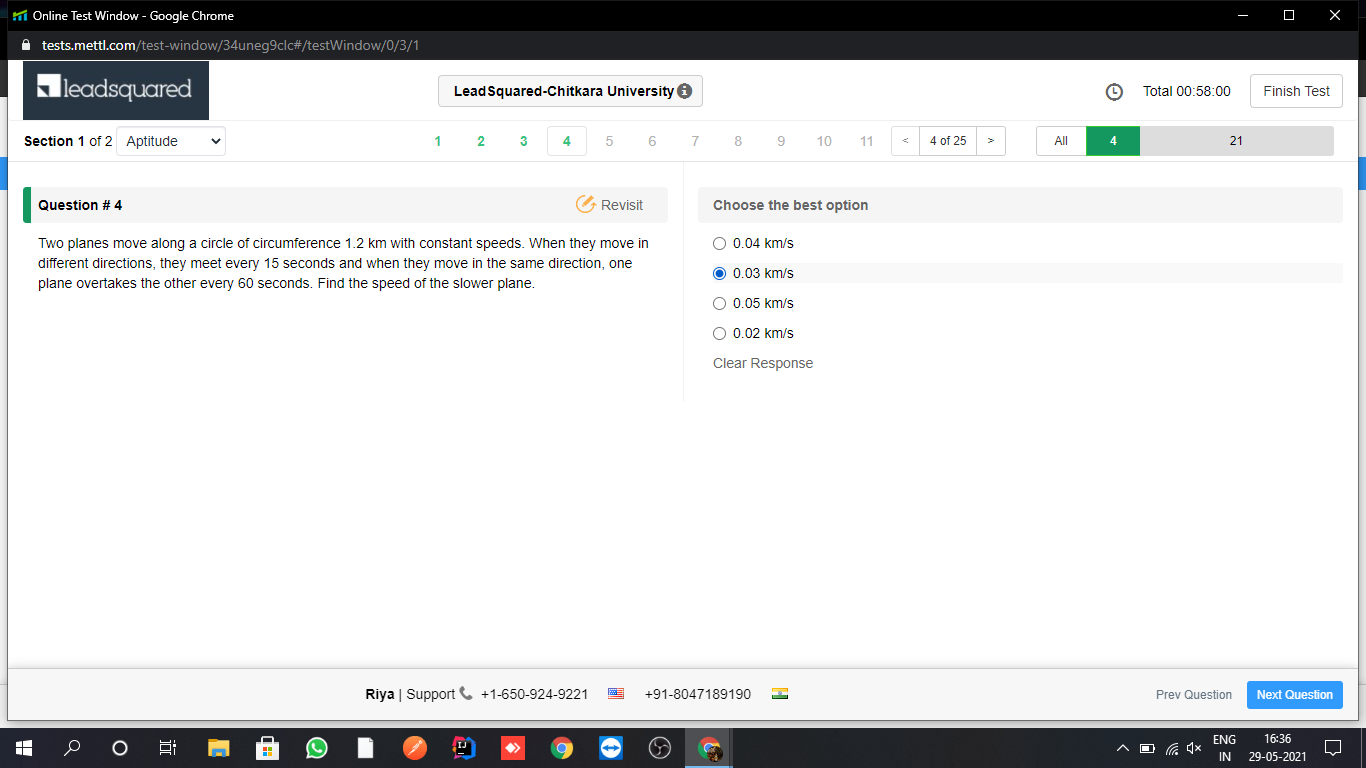 Online Test Window - Google Chrome
tests.mettl.com/test-window/34uneg9clc#/testWindow/0/3/1
leadsquared
LeadSquared-Chitkara University
Total 00:58:00
Finish Test
Section 1 of 2 Aptitude
1 2 3 4 5 6 7 8 9 10 11 < 4 of 25 >
All 4 21
Question # 4
Revisit
Two planes move along a circle of circumference 1.2 km with constant speeds. When they move in
different directions, they meet every 15 seconds and when they move in the same direction, one
plane overtakes the other every 60 seconds. Find the speed of the slower plane.
Choose the best option
0.04 km/s
0.03 km/s
0.05 km/s
0.02 km/s
Clear Response
Riya | Support +1-650-924-9221 +91-8047189190
Prev Question
Next Question
ENG
IN
16:36
29-05-2021